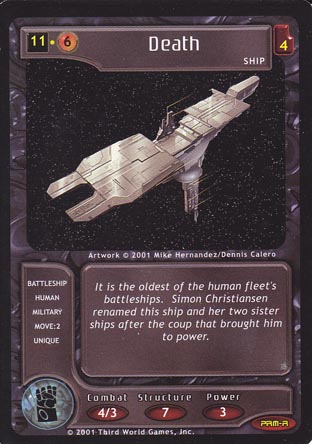 11 • 6
Death
4
SHIP
Artwork © 2001 Mike Hernandez/Dennis Calero
BATTLESHIP
HUMAN
MILITARY
MOVE:2
UNIQUE
It is the oldest of the human fleet's
battleships. Simon Christiansen
renamed this ship and her two sister
ships after the coup that brought him
to power.
Combat Structure Power
4/3 7 3
© 2001 Third World Games, Inc.
PRM-R